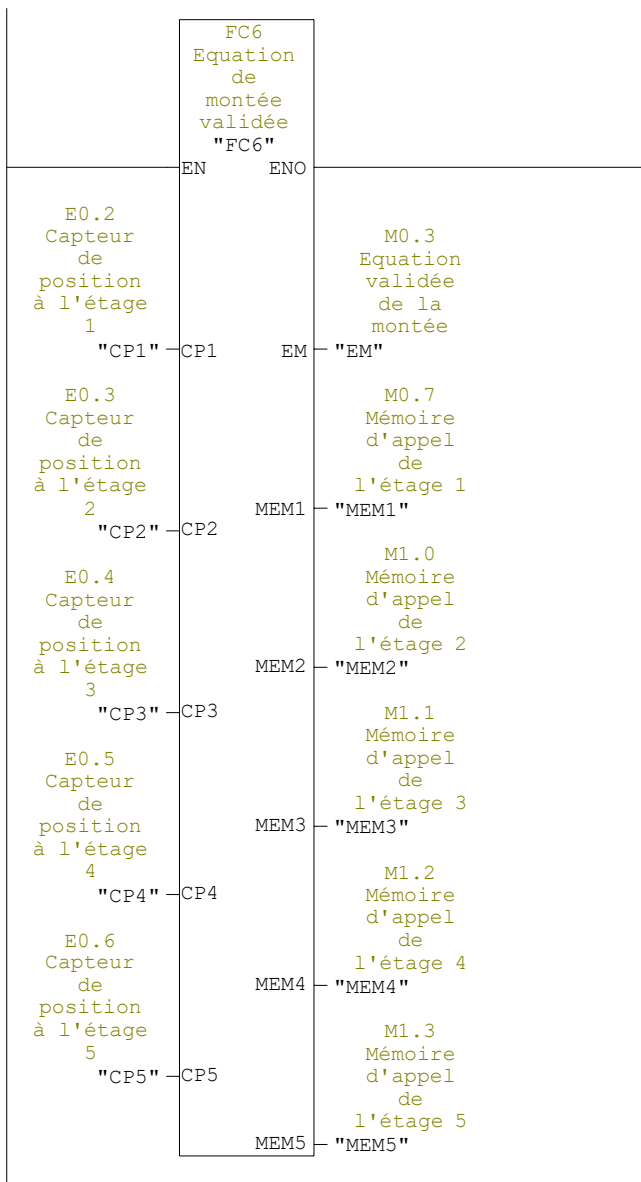 FC6
Equation
de
montée
validée
"FC6"
EN ENO
E0.2
Capteur
de
position
à l'étage
1
"CP1" CP1
M0.3
Equation
validée
de la
montée
EM "EM"
E0.3
Capteur
de
position
à l'étage
2
"CP2" CP2
M0.7
Mémoire
d'appel
de
l'étage 1
MEM1 "MEM1"
E0.4
Capteur
de
position
à l'étage
3
"CP3" CP3
M1.0
Mémoire
d'appel
de
l'étage 2
MEM2 "MEM2"
E0.5
Capteur
de
position
à l'étage
4
"CP4" CP4
M1.1
Mémoire
d'appel
de
l'étage 3
MEM3 "MEM3"
E0.6
Capteur
de
position
à l'étage
5
"CP5" CP5
M1.2
Mémoire
d'appel
de
l'étage 4
MEM4 "MEM4"
M1.3
Mémoire
d'appel
de
l'étage 5
MEM5 "MEM5"